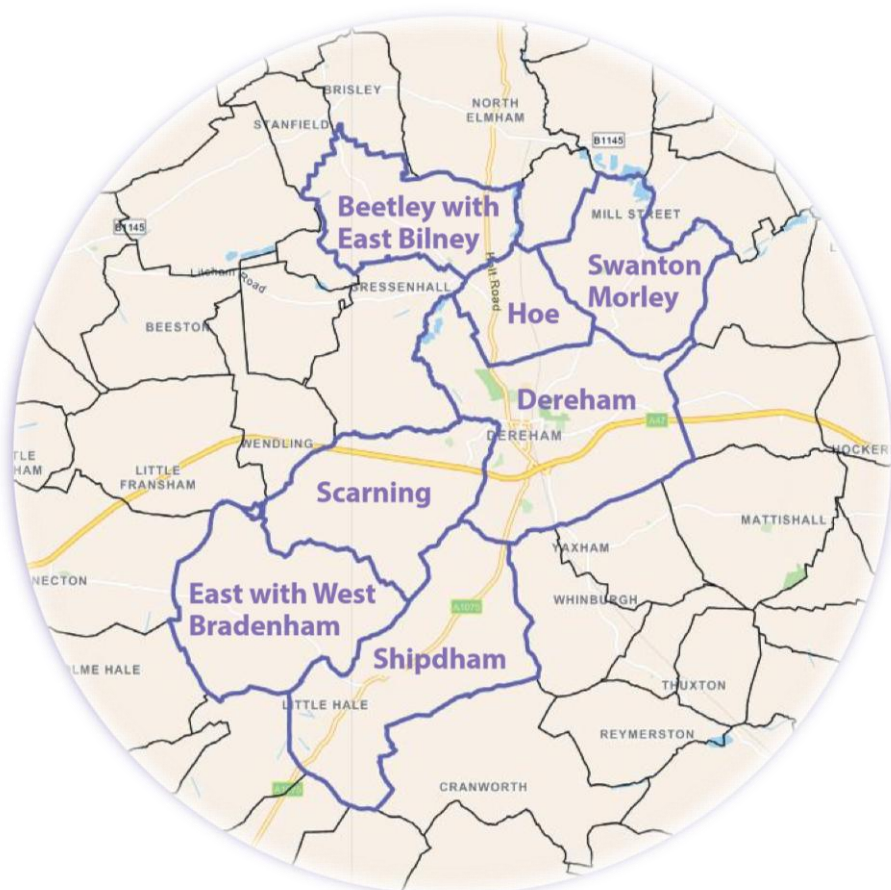 BRISLEY
NORTH
ELMHAM
STANFIELD
B1145
Beetley with
East Bilney
MILL STREET
B1145
Swanton
Morley
Litcham Road
Holt Road
GRESSENHALL
Hoe
BEESTON
Dereham
A47
DEREHAM
WENDLING
HOCKER
TLE
HAM
LITTLE
FRANSHAM
Scarning
MATTISHALL
YAXHAM
NECTON
East with West
Bradenham
A1075
WHINBURGH
Shipdham
OLME HALE
THUXTON
LITTLE HALE
REYMERSTON
A1075
CRANWORTH